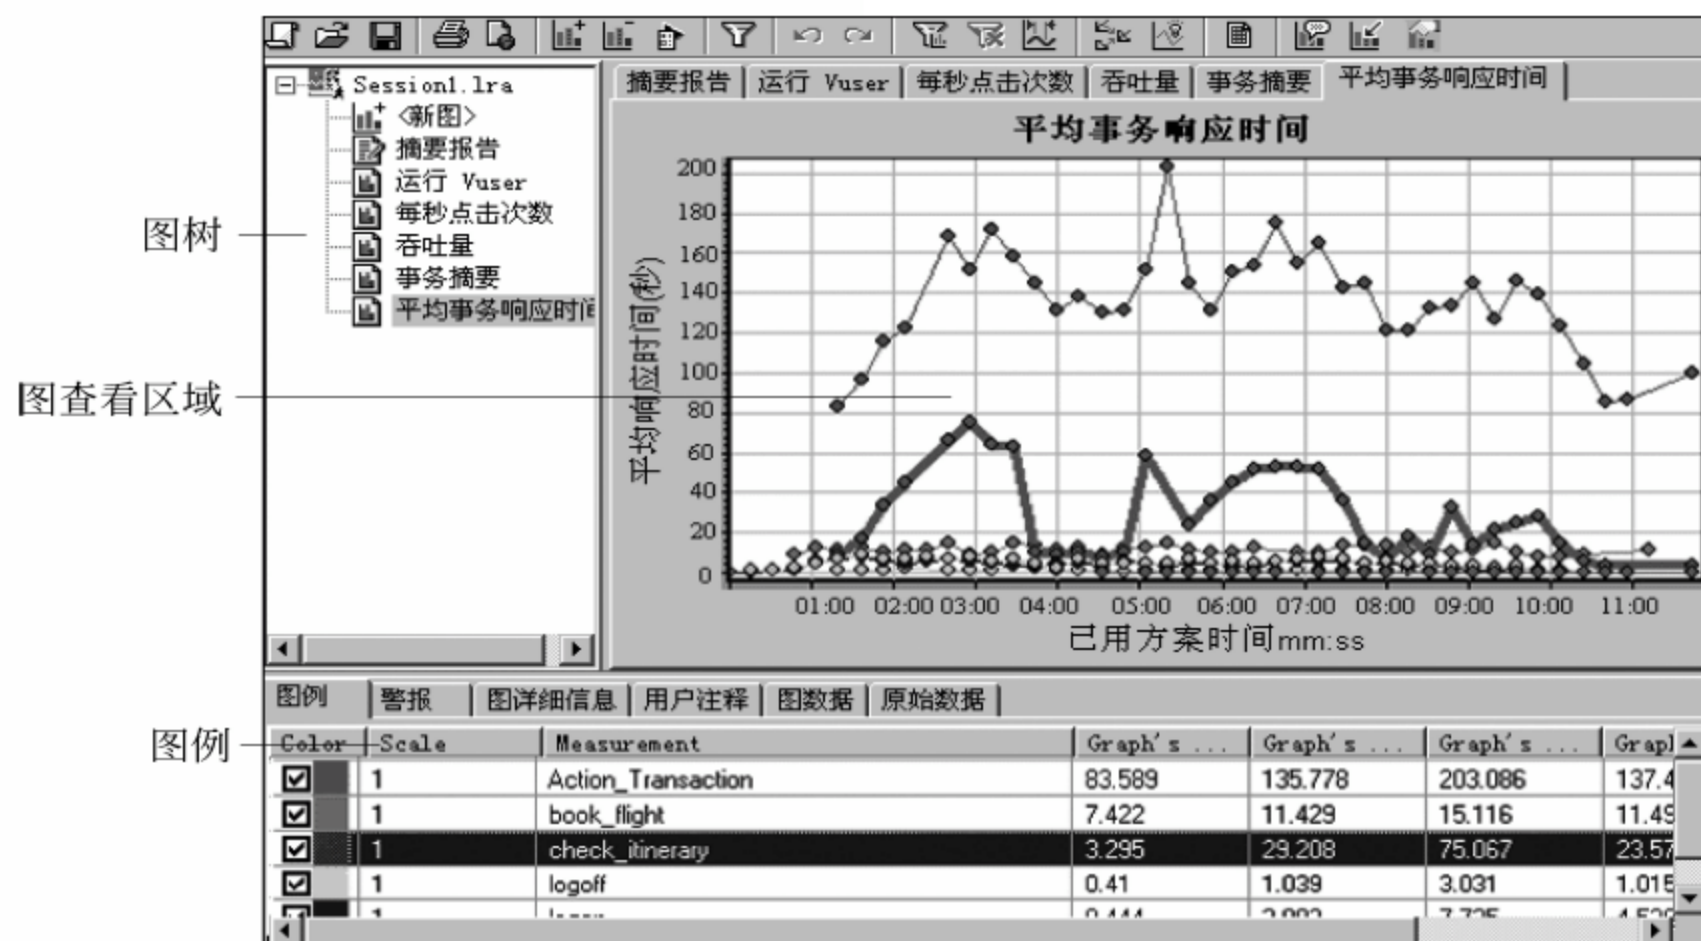 Session1.lra
<新图>
摘要报告
运行 Vuser
每秒点击次数
吞吐量
事务摘要
平均事务响应时间
图树
图查看区域
图例
摘要报告 运行 Vuser 每秒点击次数 吞吐量 事务摘要 平均事务响应时间
平均事务响应时间
平均响应时间(秒)
200
180
160
140
120
100
80
60
40
20
0
01:00 02:00 03:00 04:00 05:00 06:00 07:00 08:00 09:00 10:00 11:00
已用方案时间mm:ss
图例 警报 图详细信息 用户注释 图数据 原始数据
Color Scale Measurement Graph's ... Graph's ... Graph's ... Grap
1 Action_Transaction 83.589 135.778 203.086 137.4
1 book_flight 7.422 11.429 15.116 11.49
1 check_itinerary 3.295 29.208 75.067 23.57
1 logoff 0.41 1.039 3.031 1.015